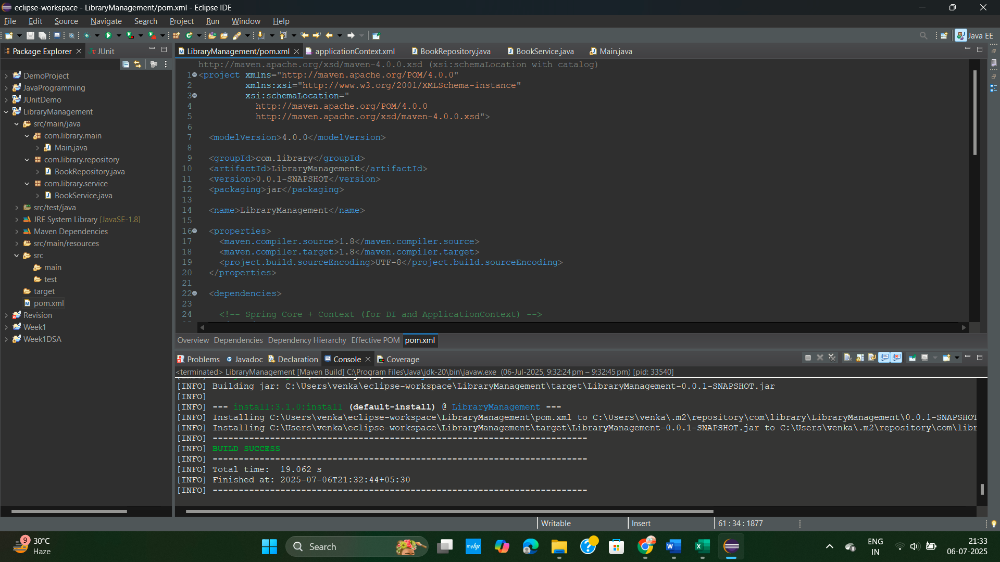 eclipse-workspace - LibraryManagement/pom.xml - Eclipse IDE
File Edit Source Navigate Search Project Run Window Help
Java EE
Package Explorer
JUnit
LibraryManagement/pom.xml
applicationContext.xml
BookRepository.java
BookService.java
Main.java
DemoProject
JavaProgramming
JUnitDemo
LibraryManagement
src/main/java
com.library.main
Main.java
com.library.repository
BookRepository.java
com.library.service
BookService.java
src/test/java
JRE System Library [JavaSE-1.8]
Maven Dependencies
src/main/resources
src
main
test
target
pom.xml
Revision
Week1
Week1DSA
http://maven.apache.org/xsd/maven-4.0.0.xsd (xsi:schemaLocation with catalog)
1 <project xmlns="http://maven.apache.org/POM/4.0.0"
2 xmlns:xsi="http://www.w3.org/2001/XMLSchema-instance"
3 xsi:schemaLocation="
4 http://maven.apache.org/POM/4.0.0
5 http://maven.apache.org/xsd/maven-4.0.0.xsd">
6
7 <modelVersion>4.0.0</modelVersion>
8
9 <groupId>com.library</groupId>
10 <artifactId>LibraryManagement</artifactId>
11 <version>0.0.1-SNAPSHOT</version>
12 <packaging>jar</packaging>
13
14 <name>LibraryManagement</name>
15
16 <properties>
17 <maven.compiler.source>1.8</maven.compiler.source>
18 <maven.compiler.target>1.8</maven.compiler.target>
19 <project.build.sourceEncoding>UTF-8</project.build.sourceEncoding>
20 </properties>
21
22 <dependencies>
23
24 <!-- Spring Core + Context (for DI and ApplicationContext) -->
Overview Dependencies Dependency Hierarchy Effective POM pom.xml
Problems Javadoc Declaration Console Coverage
<terminated> LibraryManagement [Maven Build] C:\Program Files\Java\jdk-20\bin\javaw.exe (06-Jul-2025, 9:32:24 pm – 9:32:45 pm) [pid: 33540]
[INFO] Building jar: C:\Users\venka\eclipse-workspace\LibraryManagement\target\LibraryManagement-0.0.1-SNAPSHOT.jar
[INFO]
[INFO] --- install:3.1.0:install (default-install) @ LibraryManagement ---
[INFO] Installing C:\Users\venka\eclipse-workspace\LibraryManagement\pom.xml to C:\Users\venka\.m2\repository\com\library\LibraryManagement\0.0.1-SNAPSHOT
[INFO] Installing C:\Users\venka\eclipse-workspace\LibraryManagement\target\LibraryManagement-0.0.1-SNAPSHOT.jar to C:\Users\venka\.m2\repository\com\libr
[INFO] ------------------------------------------------------------------------
[INFO] BUILD SUCCESS
[INFO] ------------------------------------------------------------------------
[INFO] Total time:  19.062 s
[INFO] Finished at: 2025-07-06T21:32:44+05:30
[INFO] ------------------------------------------------------------------------
Writable Insert 61 : 34 : 1877
9
30°C
Haze
Search
myhp
ENG
IN
21:33
06-07-2025